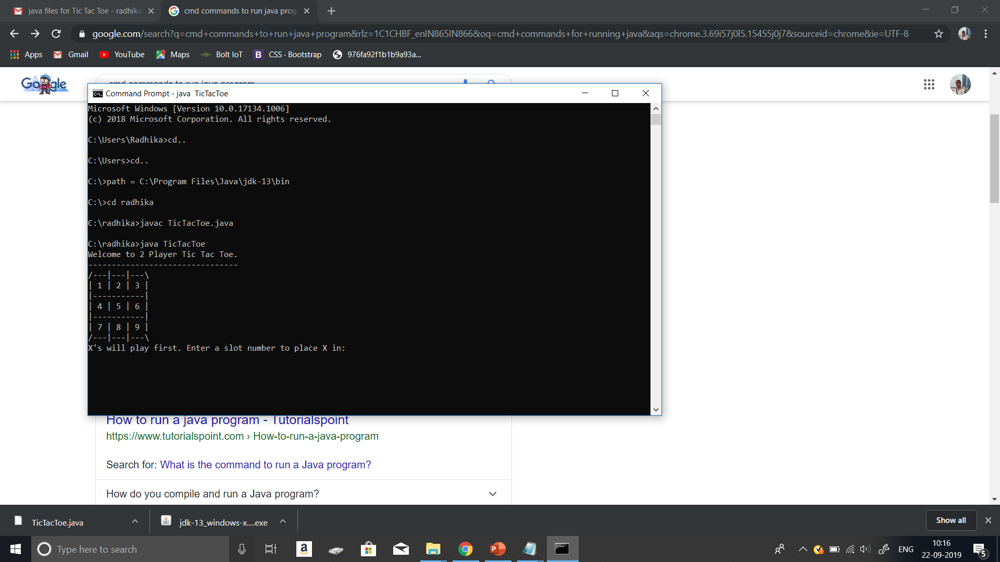 java files for Tic Tac Toe - radhika
cmd commands to run java prog
google.com/search?q=cmd+commands+to+run+java+program&rlz=1C1CHBF_enIN865IN866&oq=cmd+commands+for+running+java&aqs=chrome.3.69i57j0l5.15455j0j7&sourceid=chrome&ie=UTF-8
Apps
Gmail
YouTube
Maps
Bolt IoT
B CSS · Bootstrap
976fa92f1b1b9a93a...
Google
cmd commands to run java program
Command Prompt - java  TicTacToe
Microsoft Windows [Version 10.0.17134.1006]
(c) 2018 Microsoft Corporation. All rights reserved.
C:\Users\Radhika>cd..
C:\Users>cd..
C:\>path = C:\Program Files\Java\jdk-13\bin
C:\>cd radhika
C:\radhika>javac TicTacToe.java
C:\radhika>java TicTacToe
Welcome to 2 Player Tic Tac Toe.
--------------------------------
/---|---|---\
| 1 | 2 | 3 |
|-----------|
| 4 | 5 | 6 |
|-----------|
| 7 | 8 | 9 |
/---|---|---\
X's will play first. Enter a slot number to place X in:
How to run a java program - Tutorialspoint
https://www.tutorialspoint.com › How-to-run-a-java-program
Search for: What is the command to run a Java program?
How do you compile and run a Java program?
TicTacToe.java
jdk-13_windows-x....exe
Show all
Type here to search
ENG
10:16
22-09-2019
5